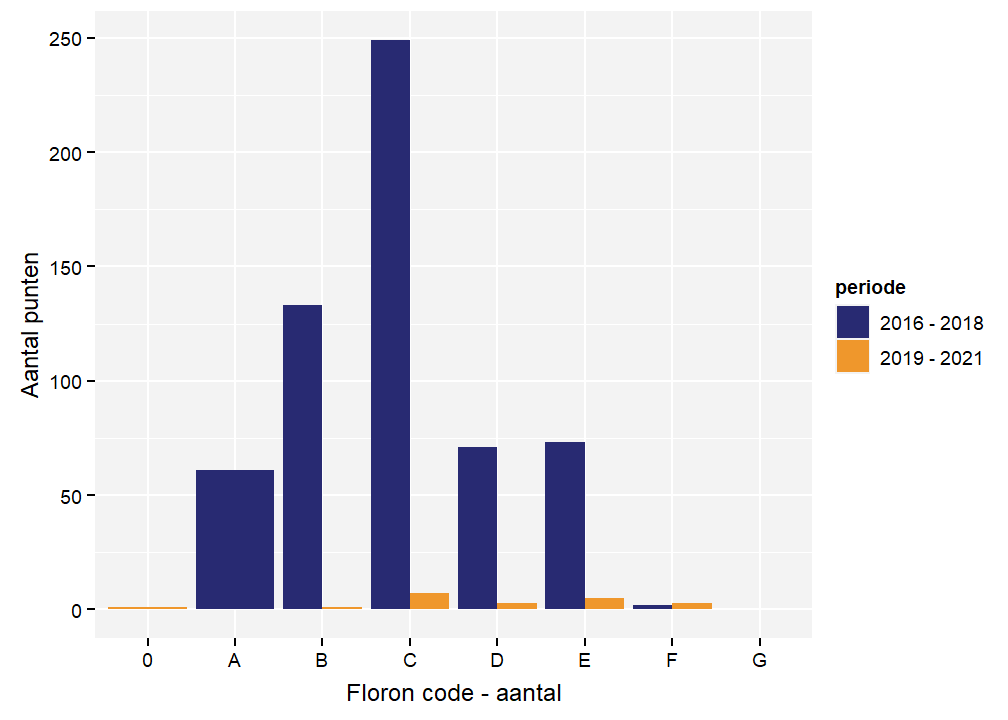 250
200
150
100
50
0
Aantal punten
0 A B C D E F G
Floron code - aantal
periode
2016 - 2018
2019 - 2021